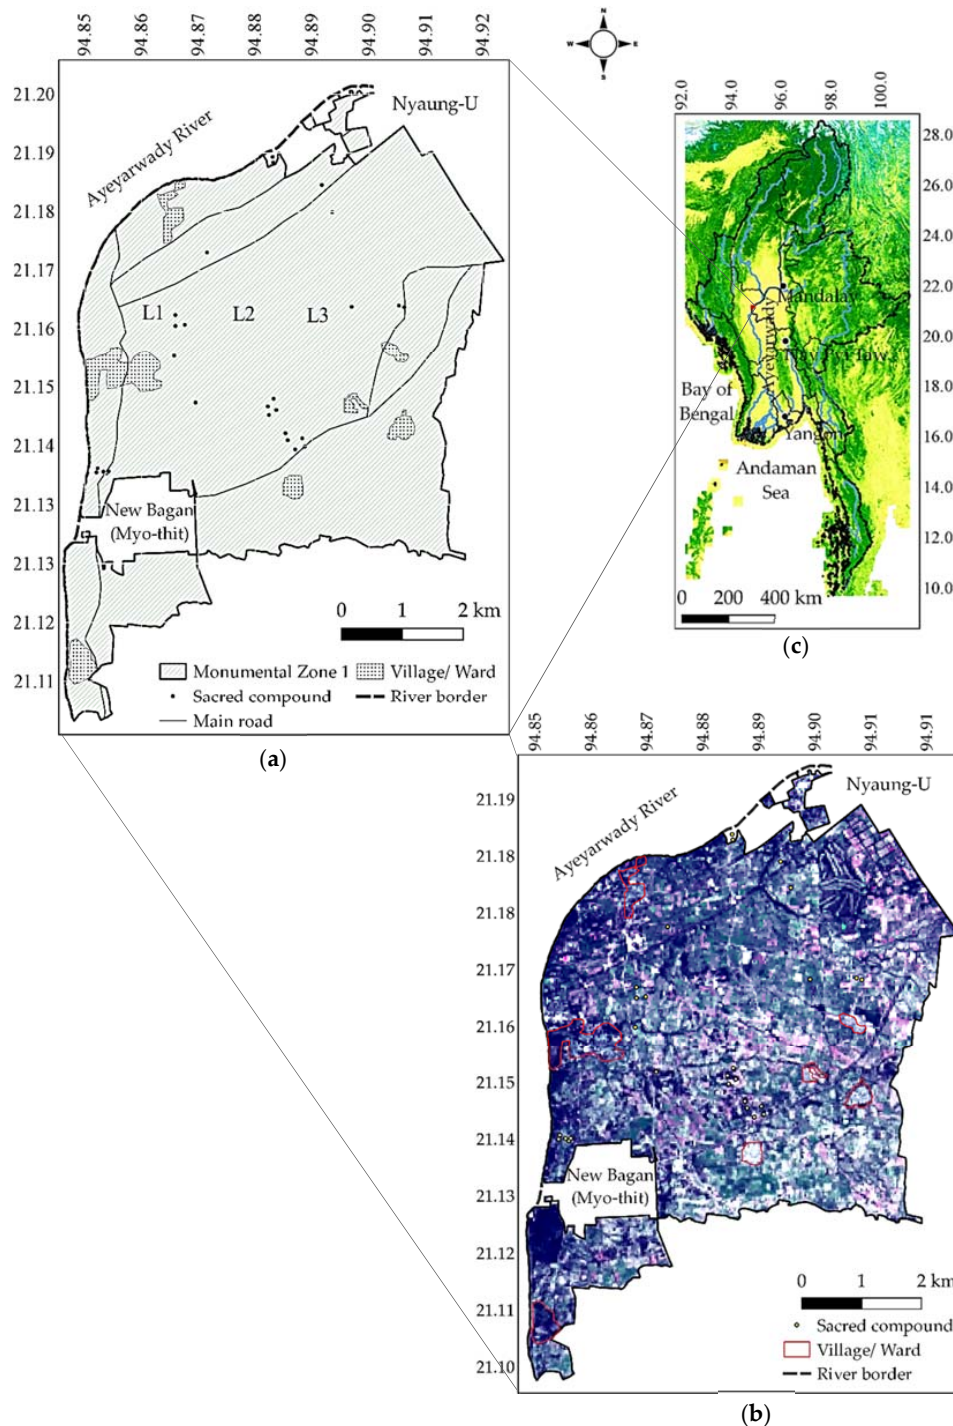 94.85
94.85
94.86
94.88
94.90
94.90
94.92
N
W
E
S
21.20
21.19
21.18
21.17
21.16
21.15
21.14
21.13
21.13
21.12
21.11
Nyaung-U
Ayeyarwady River
L1
L2
L3
New Bagan
(Myo-thit)
0 1 2 km
Monumental Zone 1
Village/ Ward
Sacred compound
River border
Main road
(a)
92.0
94.0
96.0
98.0
100.0
28.0
26.0
24.0
22.0
20.0
18.0
16.0
14.0
12.0
10.0
Mandalay
Ayeyarwady
Nay Pyi Taw
Bay of
Bengal
Yangon
Andaman
Sea
0 200 400 km
(c)
94.85
94.86
94.87
94.88
94.90
94.91
94.91
21.19
21.18
21.18
21.17
21.16
21.15
21.14
21.13
21.12
21.11
21.10
Nyaung-U
Ayeyarwady River
New Bagan
(Myo-thit)
0 1 2 km
Sacred compound
Village/ Ward
River border
(b)